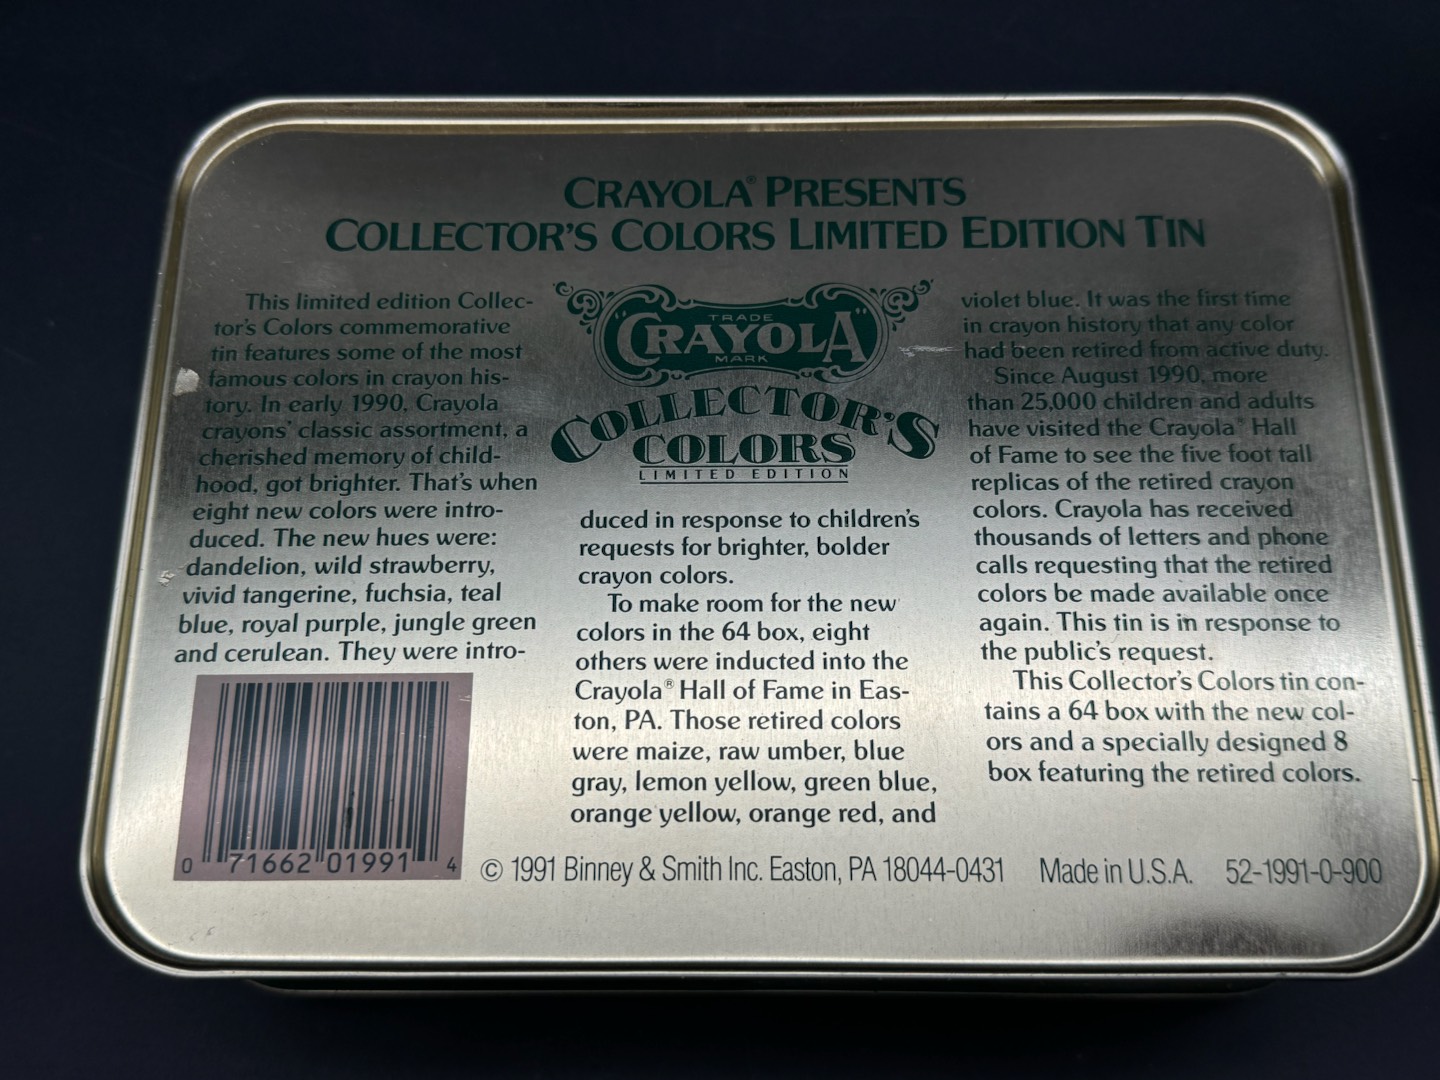 CRAYOLA® PRESENTS
COLLECTOR'S COLORS LIMITED EDITION TIN
This limited edition Collec-
tor's Colors commemorative
tin features some of the most
famous colors in crayon his-
tory. In early 1990, Crayola
crayons' classic assortment, a
cherished memory of child-
hood, got brighter. That's when
eight new colors were intro-
duced. The new hues were:
dandelion, wild strawberry,
vivid tangerine, fuchsia, teal
blue, royal purple, jungle green
and cerulean. They were intro-
TRADE
"CRAYOLA"
MARK
COLLECTOR'S
COLORS
LIMITED EDITION
duced in response to children's
requests for brighter, bolder
crayon colors.
To make room for the new
colors in the 64 box, eight
others were inducted into the
Crayola® Hall of Fame in Eas-
ton, PA. Those retired colors
were maize, raw umber, blue
gray, lemon yellow, green blue,
orange yellow, orange red, and
violet blue. It was the first time
in crayon history that any color
had been retired from active duty.
Since August 1990, more
than 25,000 children and adults
have visited the Crayola® Hall
of Fame to see the five foot tall
replicas of the retired crayon
colors. Crayola has received
thousands of letters and phone
calls requesting that the retired
colors be made available once
again. This tin is in response to
the public's request.
This Collector's Colors tin con-
tains a 64 box with the new col-
ors and a specially designed 8
box featuring the retired colors.
0 71662 01991 4
© 1991 Binney & Smith Inc. Easton, PA 18044-0431 Made in U.S.A. 52-1991-0-900